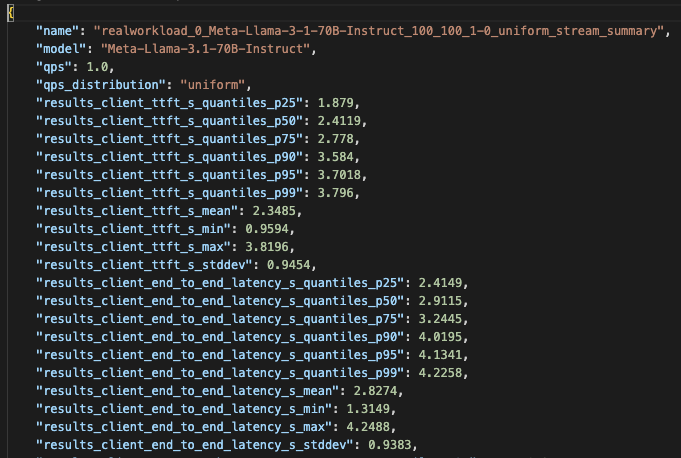 {
"name": "realworkload_0_Meta-Llama-3-1-70B-Instruct_100_100_1-0_uniform_stream_summary",
"model": "Meta-Llama-3.1-70B-Instruct",
"qps": 1.0,
"qps_distribution": "uniform",
"results_client_ttft_s_quantiles_p25": 1.879,
"results_client_ttft_s_quantiles_p50": 2.4119,
"results_client_ttft_s_quantiles_p75": 2.778,
"results_client_ttft_s_quantiles_p90": 3.584,
"results_client_ttft_s_quantiles_p95": 3.7018,
"results_client_ttft_s_quantiles_p99": 3.796,
"results_client_ttft_s_mean": 2.3485,
"results_client_ttft_s_min": 0.9594,
"results_client_ttft_s_max": 3.8196,
"results_client_ttft_s_stddev": 0.9454,
"results_client_end_to_end_latency_s_quantiles_p25": 2.4149,
"results_client_end_to_end_latency_s_quantiles_p50": 2.9115,
"results_client_end_to_end_latency_s_quantiles_p75": 3.2445,
"results_client_end_to_end_latency_s_quantiles_p90": 4.0195,
"results_client_end_to_end_latency_s_quantiles_p95": 4.1341,
"results_client_end_to_end_latency_s_quantiles_p99": 4.2258,
"results_client_end_to_end_latency_s_mean": 2.8274,
"results_client_end_to_end_latency_s_min": 1.3149,
"results_client_end_to_end_latency_s_max": 4.2488,
"results_client_end_to_end_latency_s_stddev": 0.9383,